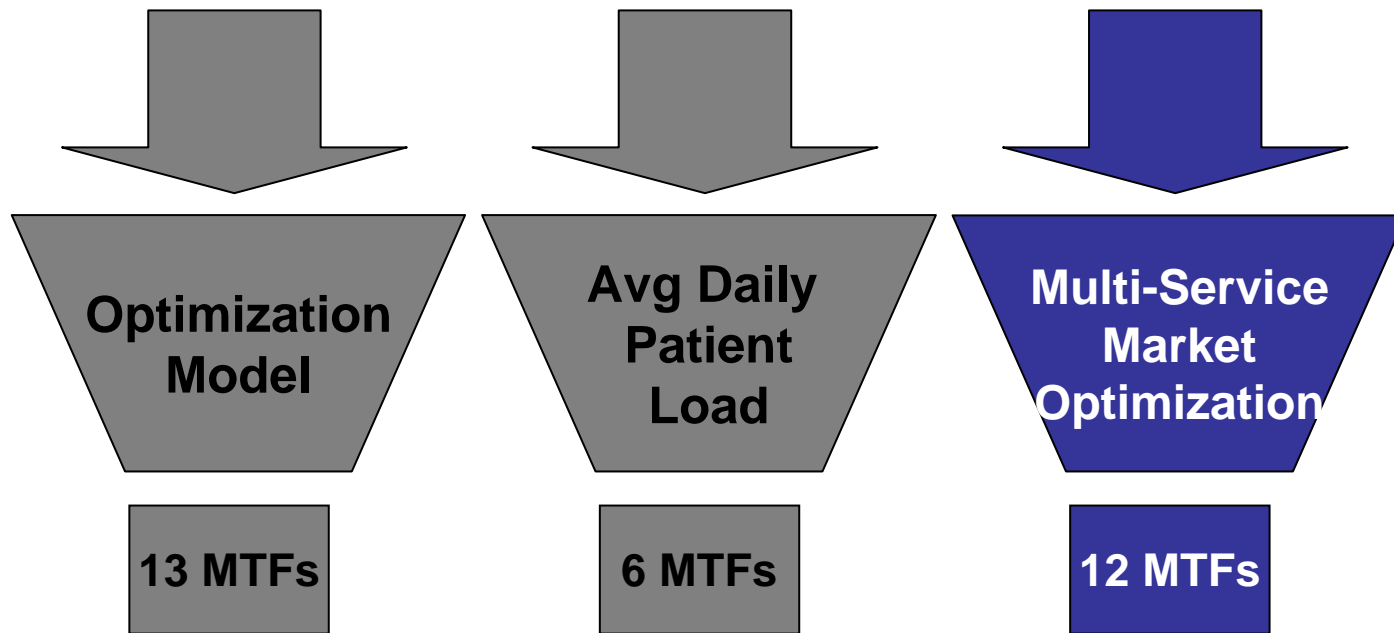 Optimization
Model
Avg Daily
Patient
Load
Multi-Service
Market
Optimization
13 MTFs
6 MTFs
12 MTFs